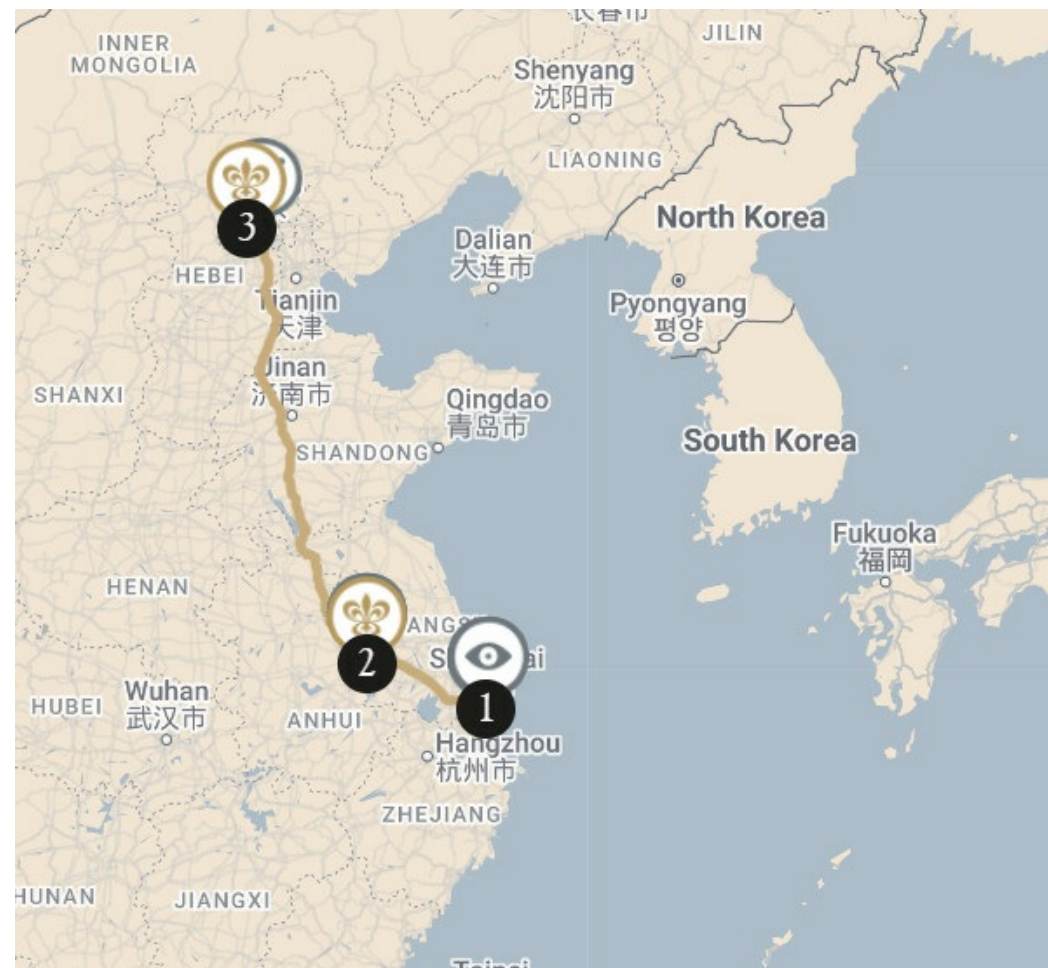 INNER
MONGOLIA
JILIN
Shenyang
沈阳市
LIAONING
North Korea
3
Dalian
大连市
HEBEI
Tianjin
天津
Pyongyang
평양
SHANXI
Jinan
济南市
Qingdao
青岛市
SHANDONG
South Korea
Fukuoka
福岡
HENAN
2
1
Wuhan
武汉市
HUBEI
ANHUI
Hangzhou
杭州市
ZHEJIANG
HUNAN
JIANGXI